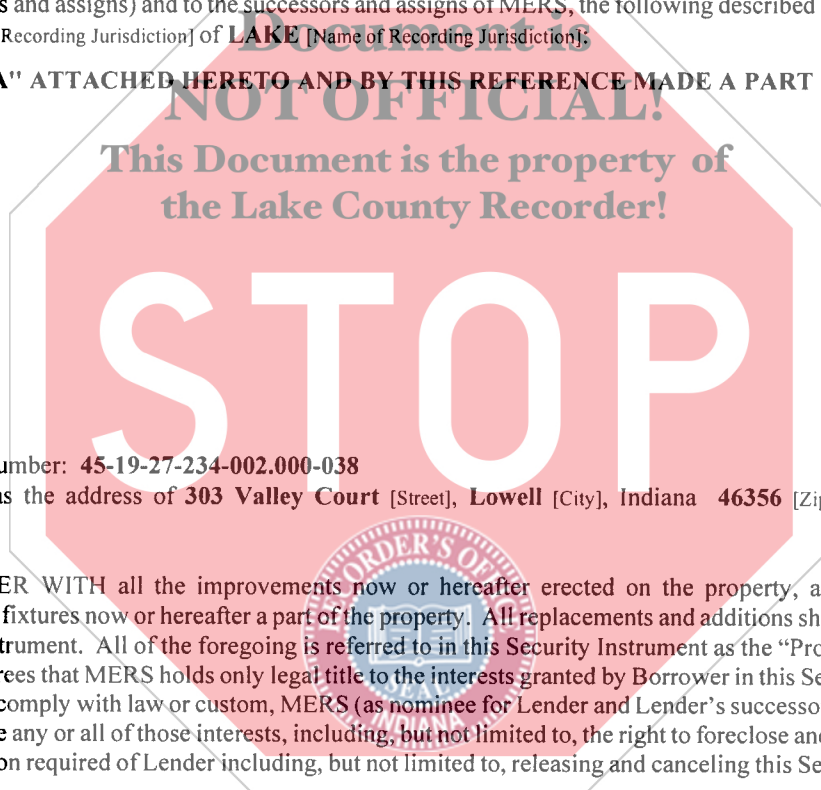 s and assigns) and to the successors and assigns of MERS, the following described
Recording Jurisdiction] of LAKE [Name of Recording Jurisdiction]:
Document is
A" ATTACHED HERETO AND BY THIS REFERENCE MADE A PART
NOT OFFICIAL!
This Document is the property of
the Lake County Recorder!
STOP
umber: 45-19-27-234-002.000-038
as the address of 303 Valley Court [Street], Lowell [City], Indiana 46356 [Zip
RECORDER'S OFFICE
ER WITH all the improvements now or hereafter erected on the property, a
fixtures now or hereafter a part of the property. All replacements and additions sh
trument. All of the foregoing is referred to in this Security Instrument as the “Pro
rees that MERS holds only legal title to the interests granted by Borrower in this Se
SEAL
comply with law or custom, MERS (as nominee for Lender and Lender’s successo
INDIANA
e any or all of those interests, including, but not limited to, the right to foreclose and
on required of Lender including, but not limited to, releasing and canceling this Se